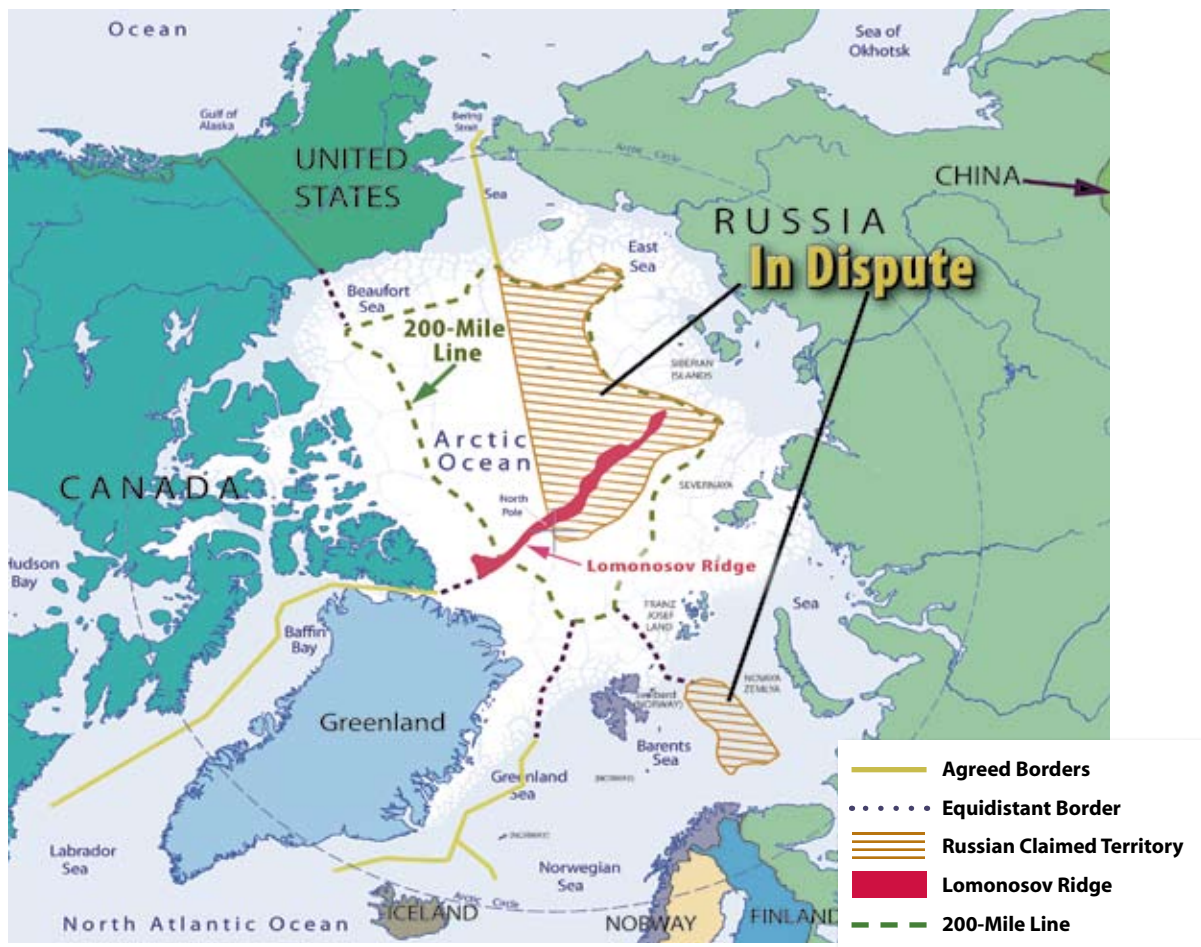 Ocean
Sea of
Okhotsk
Gulf of
Alaska
Bering
Strait
Arctic Circle
UNITED
STATES
CHINA
Sea
RUSSIA
East
Sea
In Dispute
Beaufort
Sea
200-Mile
Line
SIBERIAN
ISLANDS
Arctic
Ocean
CANADA
SEVERNAYA
North
Pole
Lomonosov Ridge
Hudson
Bay
FRANZ
JOSEF
LAND
Sea
Baffin
Bay
NOVAYA
ZEMLYA
(NORWAY)
Greenland
Barents
Sea
Greenland
Sea
(NORWAY)
(NORWAY)
Labrador
Sea
Norwegian
Sea
Arctic Circle
ICELAND
North Atlantic Ocean
NORWAY
FINLAND
Agreed Borders
Equidistant Border
Russian Claimed Territory
Lomonosov Ridge
200-Mile Line